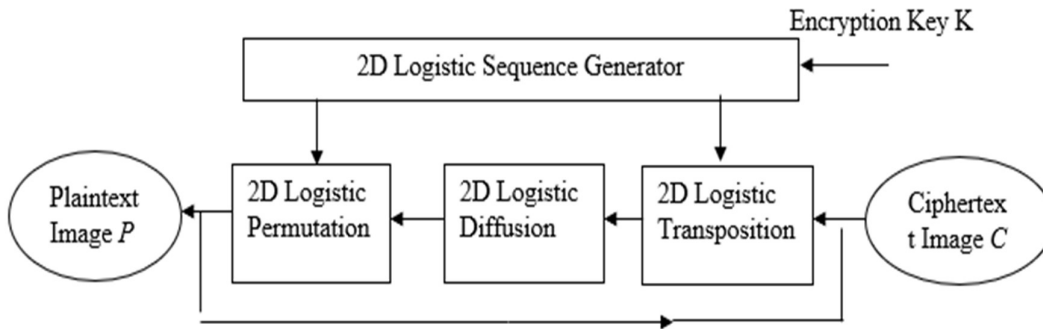 Encryption Key K
2D Logistic Sequence Generator
Plaintext
Image P
2D Logistic
Permutation
2D Logistic
Diffusion
2D Logistic
Transposition
Ciphertex
t Image C